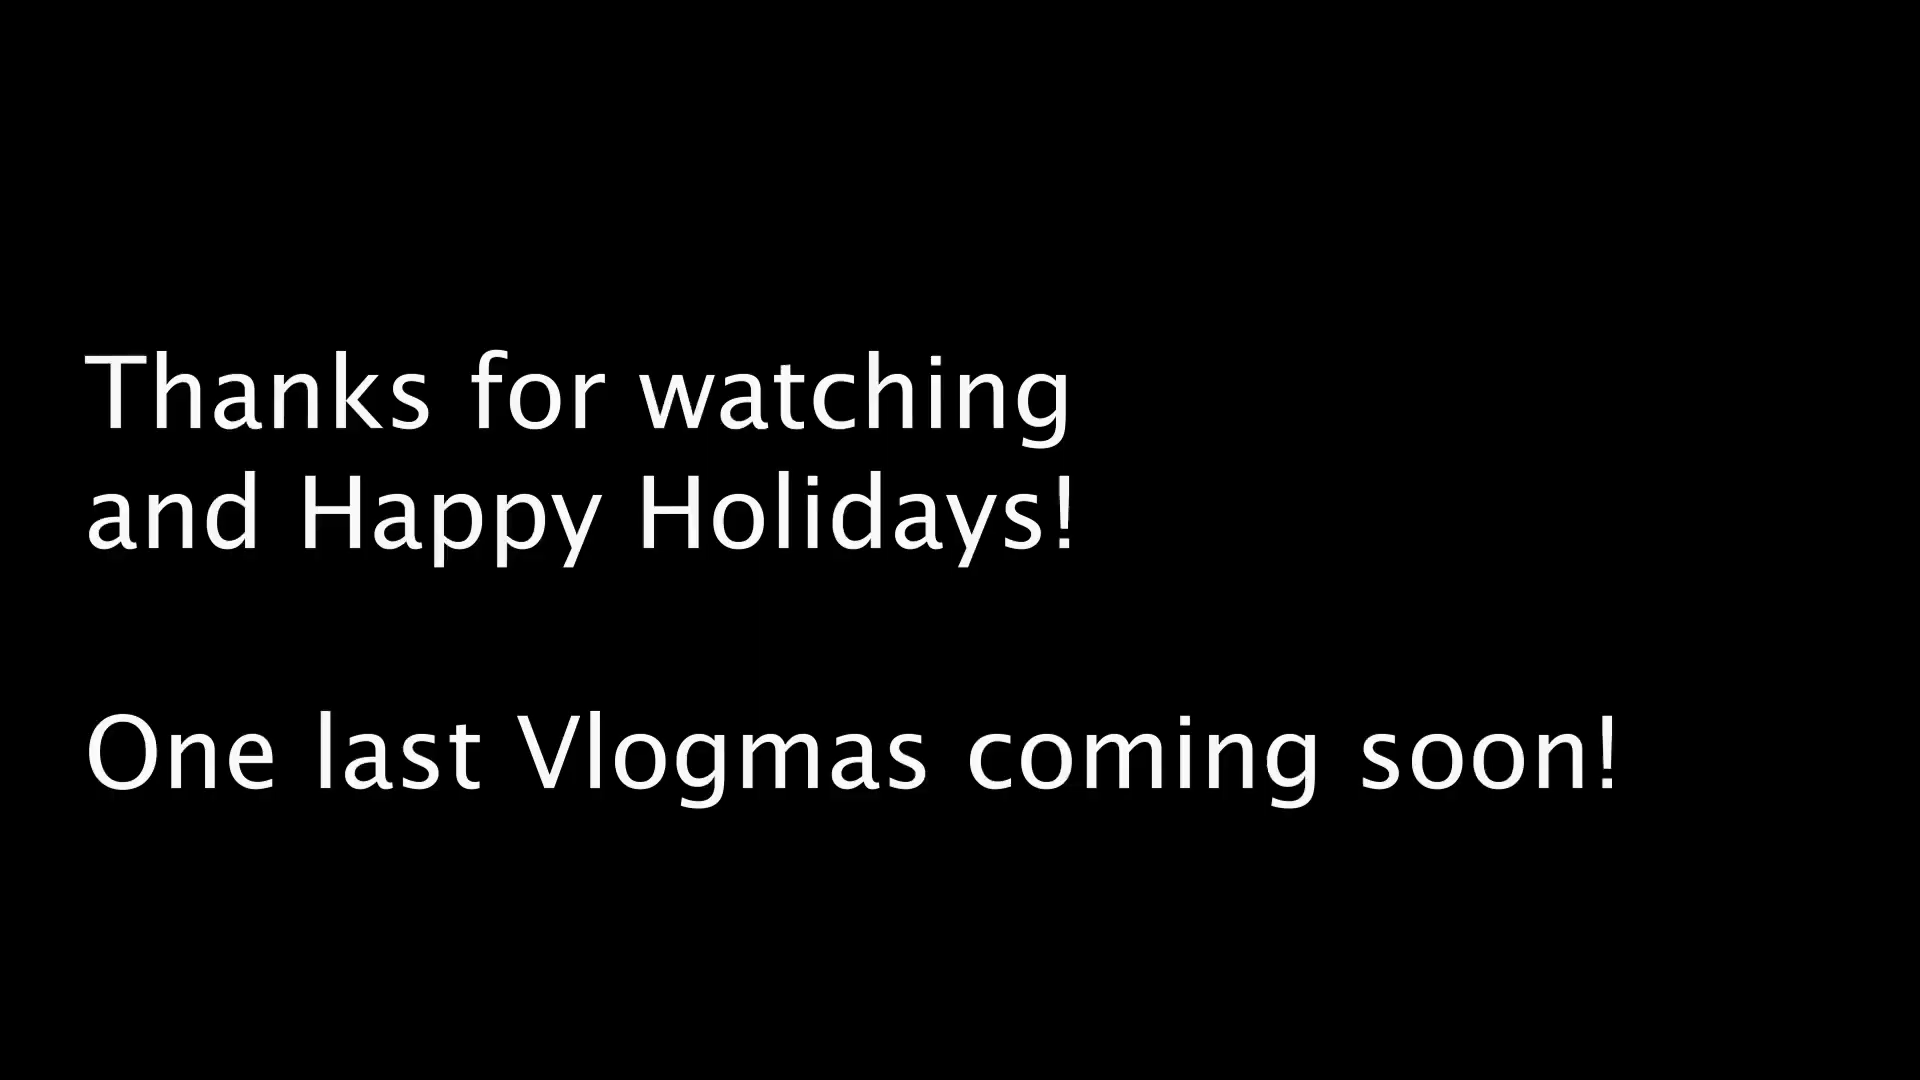 Thanks for watching
and Happy Holidays!
One last Vlogmas coming soon!